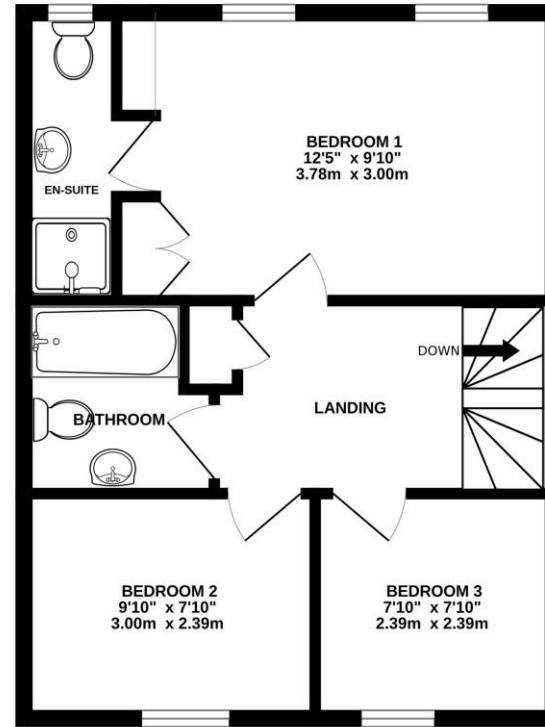 BEDROOM 1
12'5" x 9'10"
3.78m x 3.00m
EN-SUITE
DOWN
LANDING
BATHROOM
BEDROOM 2
9'10" x 7'10"
3.00m x 2.39m
BEDROOM 3
7'10" x 7'10"
2.39m x 2.39m